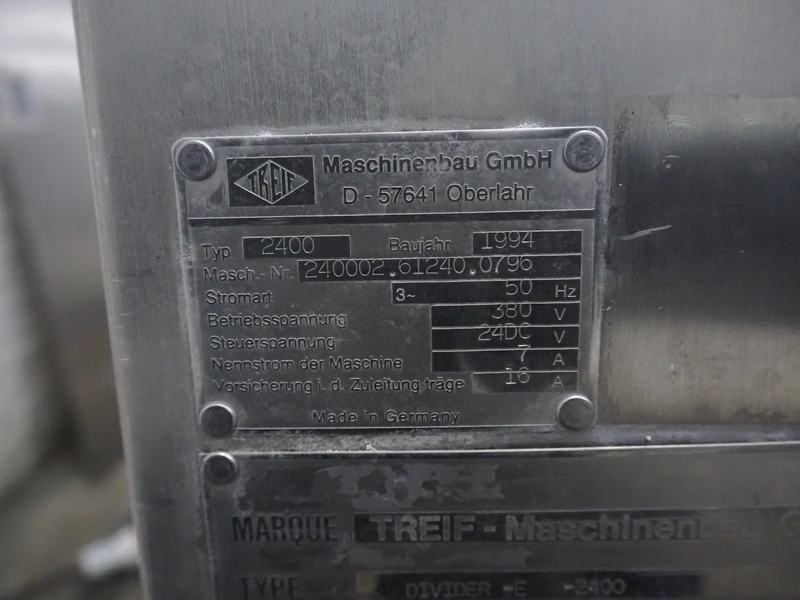 TREIF Maschinenbau GmbH
D - 57641 Oberlahr
Typ 2400 Baujahr 1994
Masch.- Nr. 240002.61240.0796
Stromart 3~ 50 Hz
Betriebsspannung 380 V
Steuerspannung 24DC V
Nennstrom der Maschine 7 A
Vorsicherung i. d. Zuleitung träge 16 A
Made in Germany
MARQUE TREIF - Maschinenbau G
TYPE DIVIDER -E -2400